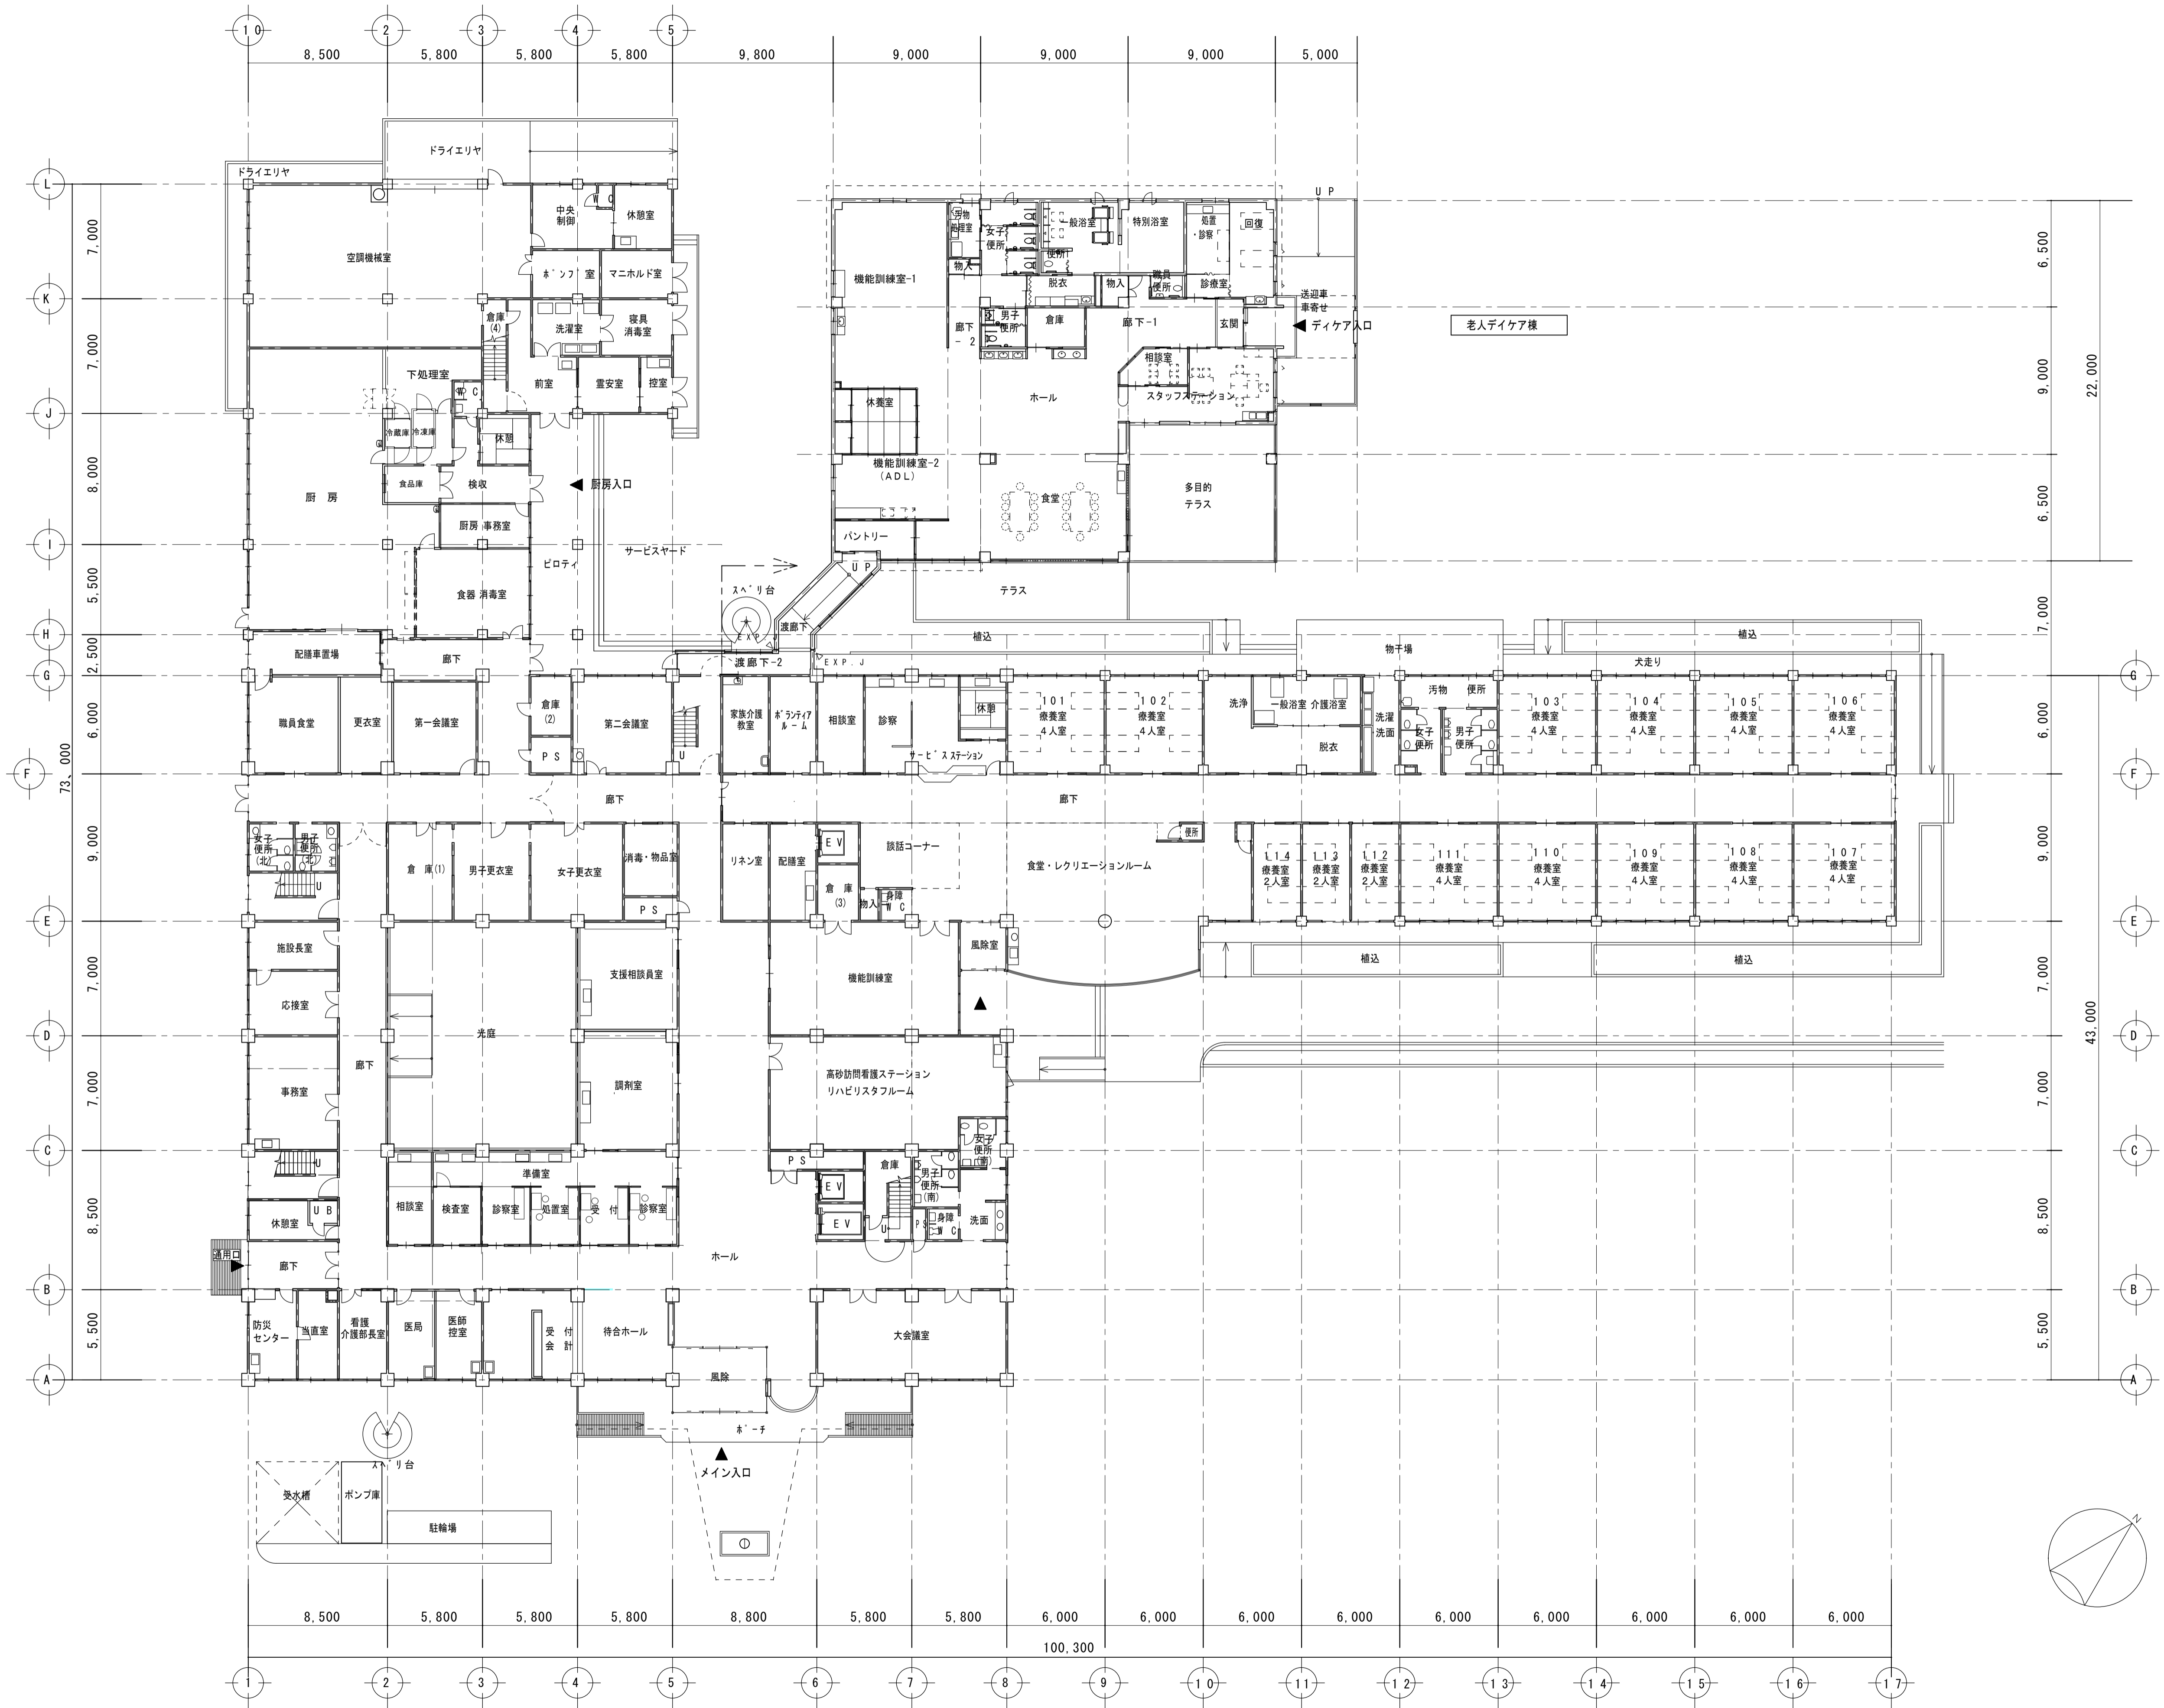 10
2
3
4
5
8,500
5,800
5,800
5,800
9,800
9,000
9,000
9,000
5,000
ドライエリヤ
ドライエリヤ
L
7,000
K
7,000
J
8,000
I
5,500
H
2,500
G
6,000
F
73,000
9,000
E
7,000
D
7,000
C
8,500
B
5,500
A
中央
制御
WC
休憩室
空調機械室
ポンプ室
マニホルド室
倉庫
(4)
洗濯室
寝具
消毒室
下処理室
WC
前室
霊安室
控室
冷蔵庫
冷凍庫
休憩
食品庫
検収
厨房入口
厨 房
厨房 事務室
サービスヤード
ピロティ
食器 消毒室
配膳車置場
廊下
UP
汚物
処理室
女子
便所
一般浴室
特別浴室
処置
・診察
回復
便所
物入
機能訓練室-1
脱衣
物入
職員
便所
診療室
送迎車
車寄せ
廊下
-2
男子
便所
倉庫
廊下-1
玄関
ディケア入口
老人デイケア棟
相談室
休養室
ホール
スタッフステーション
機能訓練室-2
(ADL)
食堂
多目的
テラス
パントリー
UP
スベリ台
テラス
渡廊下
植込
物干場
植込
渡廊下-2
EXP.J
犬走り
6,500
9,000
6,500
22,000
7,000
G
6,000
F
9,000
E
7,000
43,000
D
7,000
C
8,500
B
5,500
A
職員食堂
更衣室
第一会議室
倉庫
(2)
PS
第二会議室
U
家族介護
教室
ボランティア
ルーム
相談室
診察
休憩
サービスステーション
101
療養室
4人室
102
療養室
4人室
洗浄
一般浴室 介護浴室
脱衣
洗濯
洗面
汚物
便所
女子
便所
男子
便所
103
療養室
4人室
104
療養室
4人室
105
療養室
4人室
106
療養室
4人室
廊下
廊下
女子
便所
(北)
男子
便所
(北)
U
倉 庫(1)
男子更衣室
女子更衣室
消毒・物品室
PS
リネン室
配膳室
EV
倉 庫
(3)
談話コーナー
物入
身障
WC
食堂・レクリエーションルーム
便所
114
療養室
2人室
113
療養室
2人室
112
療養室
2人室
111
療養室
4人室
110
療養室
4人室
109
療養室
4人室
108
療養室
4人室
107
療養室
4人室
施設長室
応接室
光庭
支援相談員室
機能訓練室
風除室
植込
植込
廊下
事務室
調剤室
高砂訪問看護ステーション
リハビリスタフルーム
U
PS
倉庫
女子
便所
(南)
男子
便所
(南)
準備室
EV
EV
U
PS
身障
WC
洗面
休憩室
UB
相談室
検査室
診察室
処置室
受 付
診察室
通用口
廊下
ホール
防災
センター
当直室
看護
介護部長室
医局
医師
控室
受 付
会 計
待合ホール
大会議室
風除
ポーチ
メイン入口
スベリ台
受水槽
ポンプ庫
駐輪場
N
8,500
5,800
5,800
5,800
8,800
5,800
5,800
6,000
6,000
6,000
6,000
6,000
6,000
6,000
6,000
6,000
100,300
1
2
3
4
5
6
7
8
9
10
11
12
13
14
15
16
17